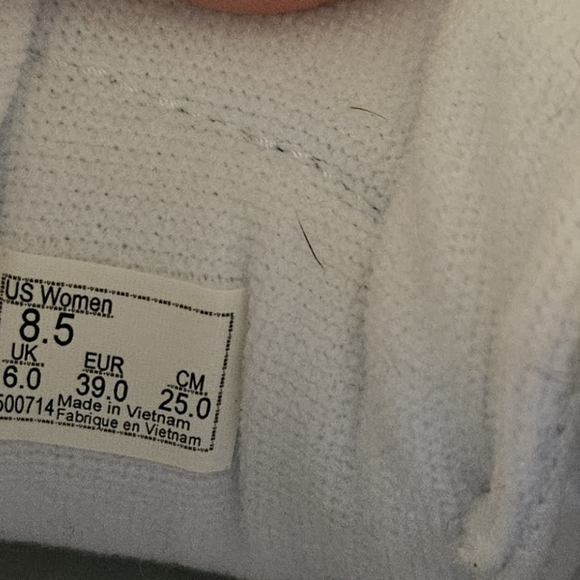 US Women
8.5
UK EUR CM
6.0 39.0 25.0
500714 Made in Vietnam
Fabrique en Vietnam